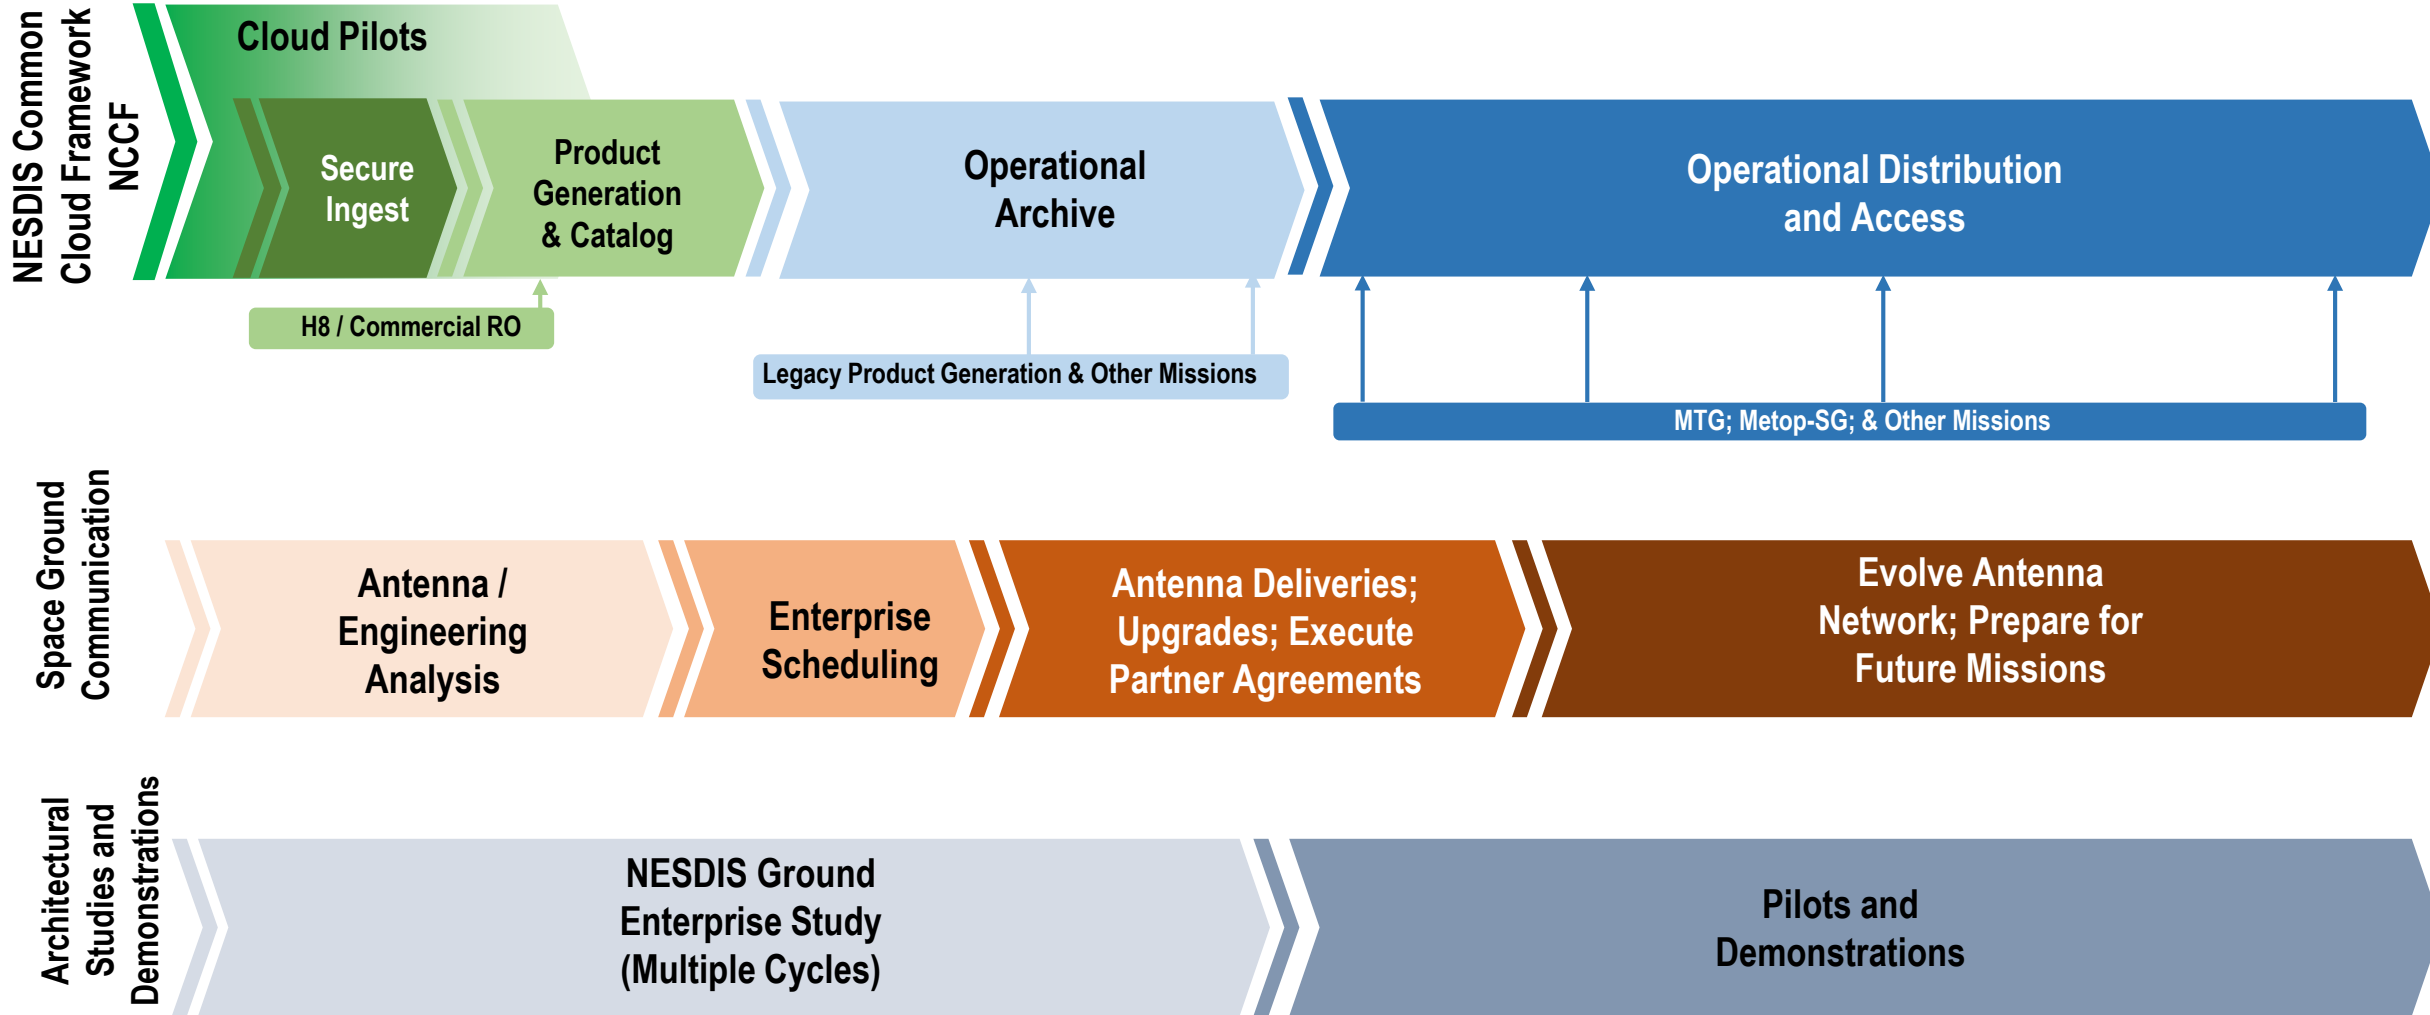 NESDIS Common
Cloud Framework
NCCF
Cloud Pilots
Secure
Ingest
Product
Generation
& Catalog
Operational
Archive
Operational Distribution
and Access
H8 / Commercial RO
Legacy Product Generation & Other Missions
MTG; Metop-SG; & Other Missions
Space Ground
Communication
Antenna /
Engineering
Analysis
Enterprise
Scheduling
Antenna Deliveries;
Upgrades; Execute
Partner Agreements
Evolve Antenna
Network; Prepare for
Future Missions
Architectural
Studies and
Demonstrations
NESDIS Ground
Enterprise Study
(Multiple Cycles)
Pilots and
Demonstrations